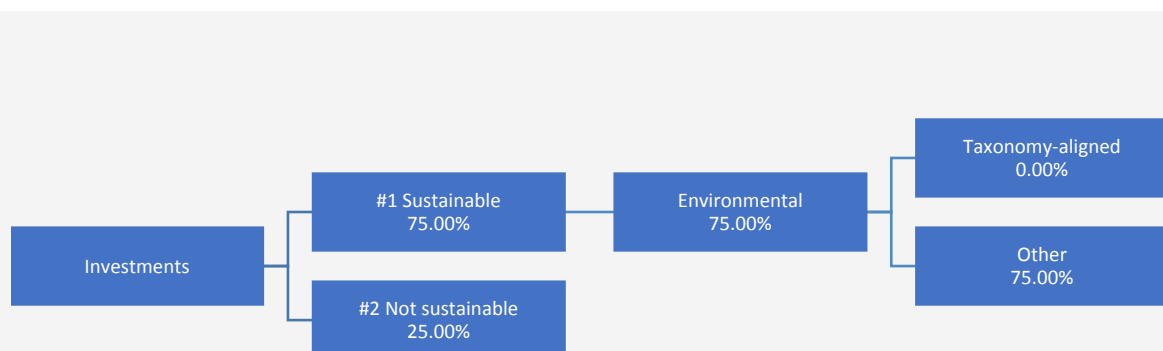 Investments
#1 Sustainable
75.00%
#2 Not sustainable
25.00%
Environmental
75.00%
Taxonomy-aligned
0.00%
Other
75.00%